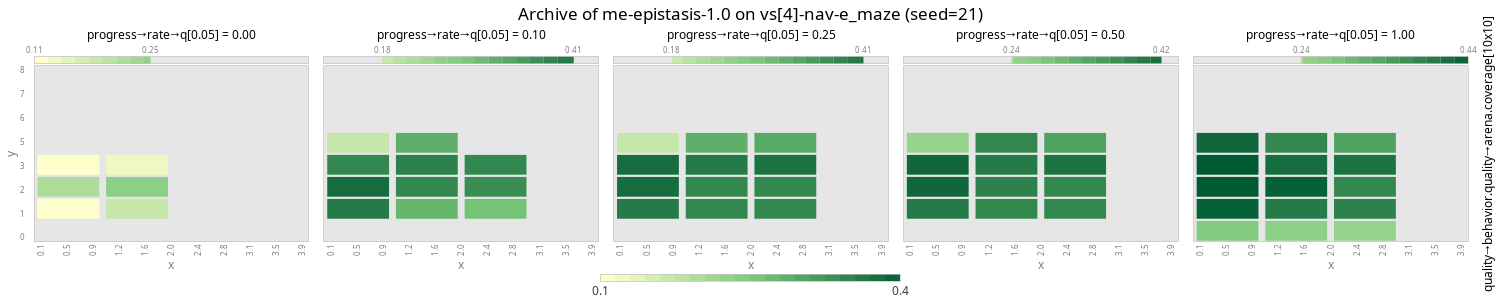 Archive of me-epistasis-1.0 on vs[4]-nav-e_maze (seed=21)
progress→rate→q[0.05] = 0.00
progress→rate→q[0.05] = 0.10
progress→rate→q[0.05] = 0.25
progress→rate→q[0.05] = 0.50
progress→rate→q[0.05] = 1.00
0.11 0.25
0.18 0.41
0.18 0.41
0.24 0.42
0.24 0.44
8
7
6
5
y
3
2
1
0
0.1 0.5 0.9 1.2 1.6 2.0 2.4 2.8 3.1 3.5 3.9
0.1 0.5 0.9 1.2 1.6 2.0 2.4 2.8 3.1 3.5 3.9
0.1 0.5 0.9 1.2 1.6 2.0 2.4 2.8 3.1 3.5 3.9
0.1 0.5 0.9 1.2 1.6 2.0 2.4 2.8 3.1 3.5 3.9
0.1 0.5 0.9 1.2 1.6 2.0 2.4 2.8 3.1 3.5 3.9
x
x
x
x
x
0.1 0.4
quality→behavior.quality→arena.coverage[10x10]